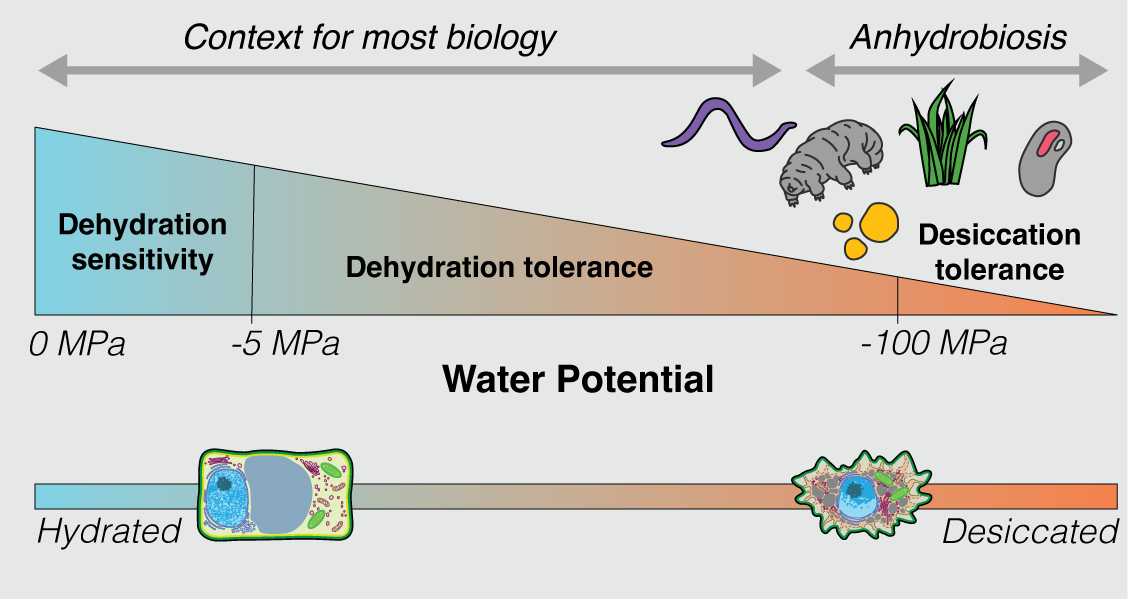 Context for most biology
Anhydrobiosis
Dehydration
sensitivity
Dehydration tolerance
Desiccation
tolerance
0 MPa
-5 MPa
-100 MPa
Water Potential
Hydrated
Desiccated